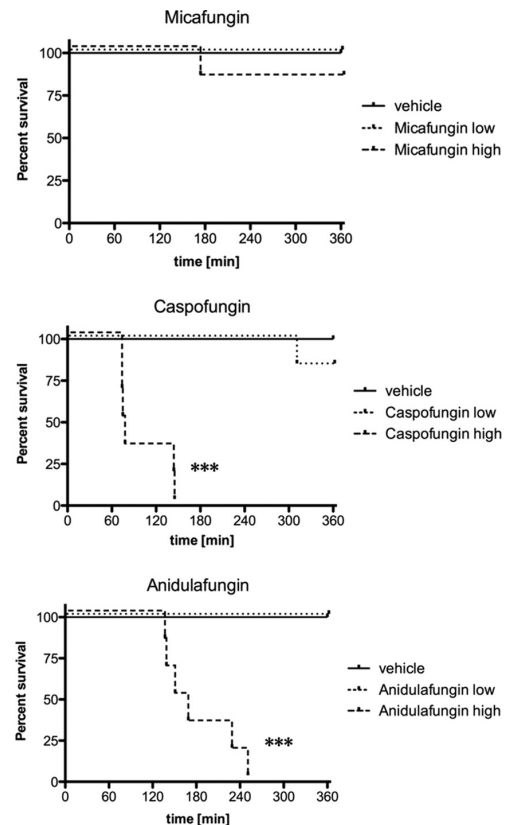 Micafungin
Percent survival
100
75
50
25
0
0 60 120 180 240 300 360
time [min]
vehicle
Micafungin low
Micafungin high
Caspofungin
Percent survival
100
75
50
25
0
0 60 120 180 240 300 360
time [min]
***
vehicle
Caspofungin low
Caspofungin high
Anidulafungin
Percent survival
100
75
50
25
0
0 60 120 180 240 300 360
time [min]
***
vehicle
Anidulafungin low
Anidulafungin high